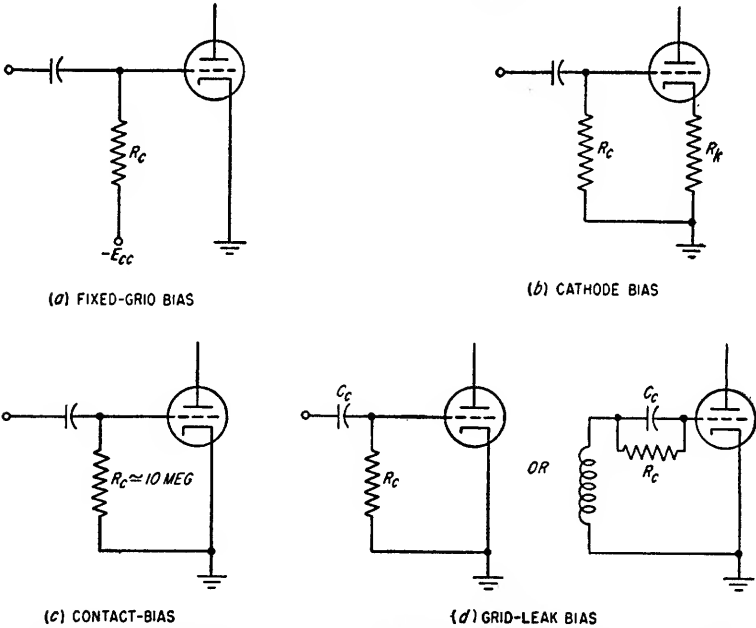 Rc
-Ecc
(a) FIXED-GRIO BIAS
Rc
Rk
(b) CATHODE BIAS
Rc≃10 MEG
(c) CONTACT-BIAS
Cc
Rc
OR
Cc
Rc
(d) GRID-LEAK BIAS